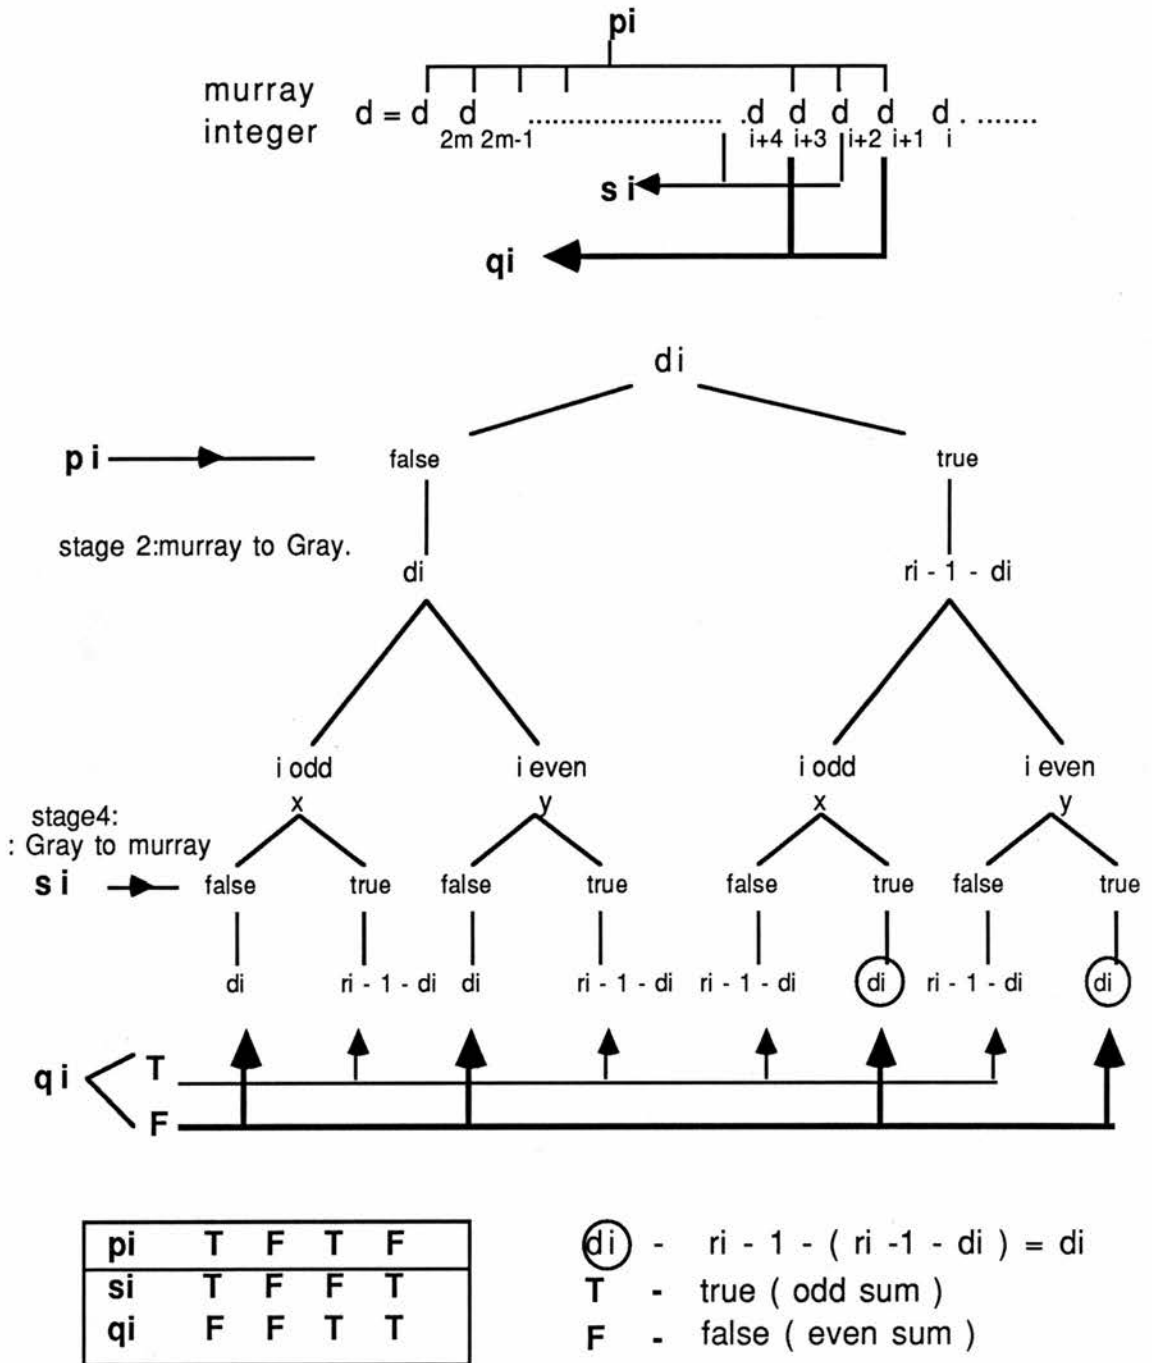 pi
murray
integer
d = d d ........................ .d d d d d . .......
2m 2m-1 i+4 i+3 i+2 i+1 i
s i
qi
di
p i false true
stage 2:murray to Gray.
di ri - 1 - di
i odd i even i odd i even
x y x y
stage4:
: Gray to murray
s i false true false true false true false true
di ri - 1 - di di ri - 1 - di ri - 1 - di di ri - 1 - di di
qi T
F
pi T F T F
si T F F T
qi F F T T
di - ri - 1 - ( ri -1 - di ) = di
T - true ( odd sum )
F - false ( even sum )